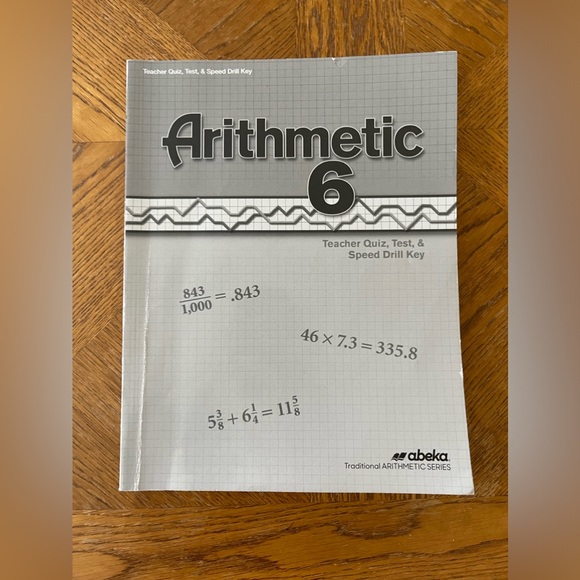 Teacher Quiz, Test, & Speed Drill Key
Arithmetic
6
Teacher Quiz, Test, &
Speed Drill Key
843/1,000 = .843
46 × 7.3 = 335.8
5 3/8 + 6 1/4 = 11 5/8
abeka
Traditional ARITHMETIC SERIES